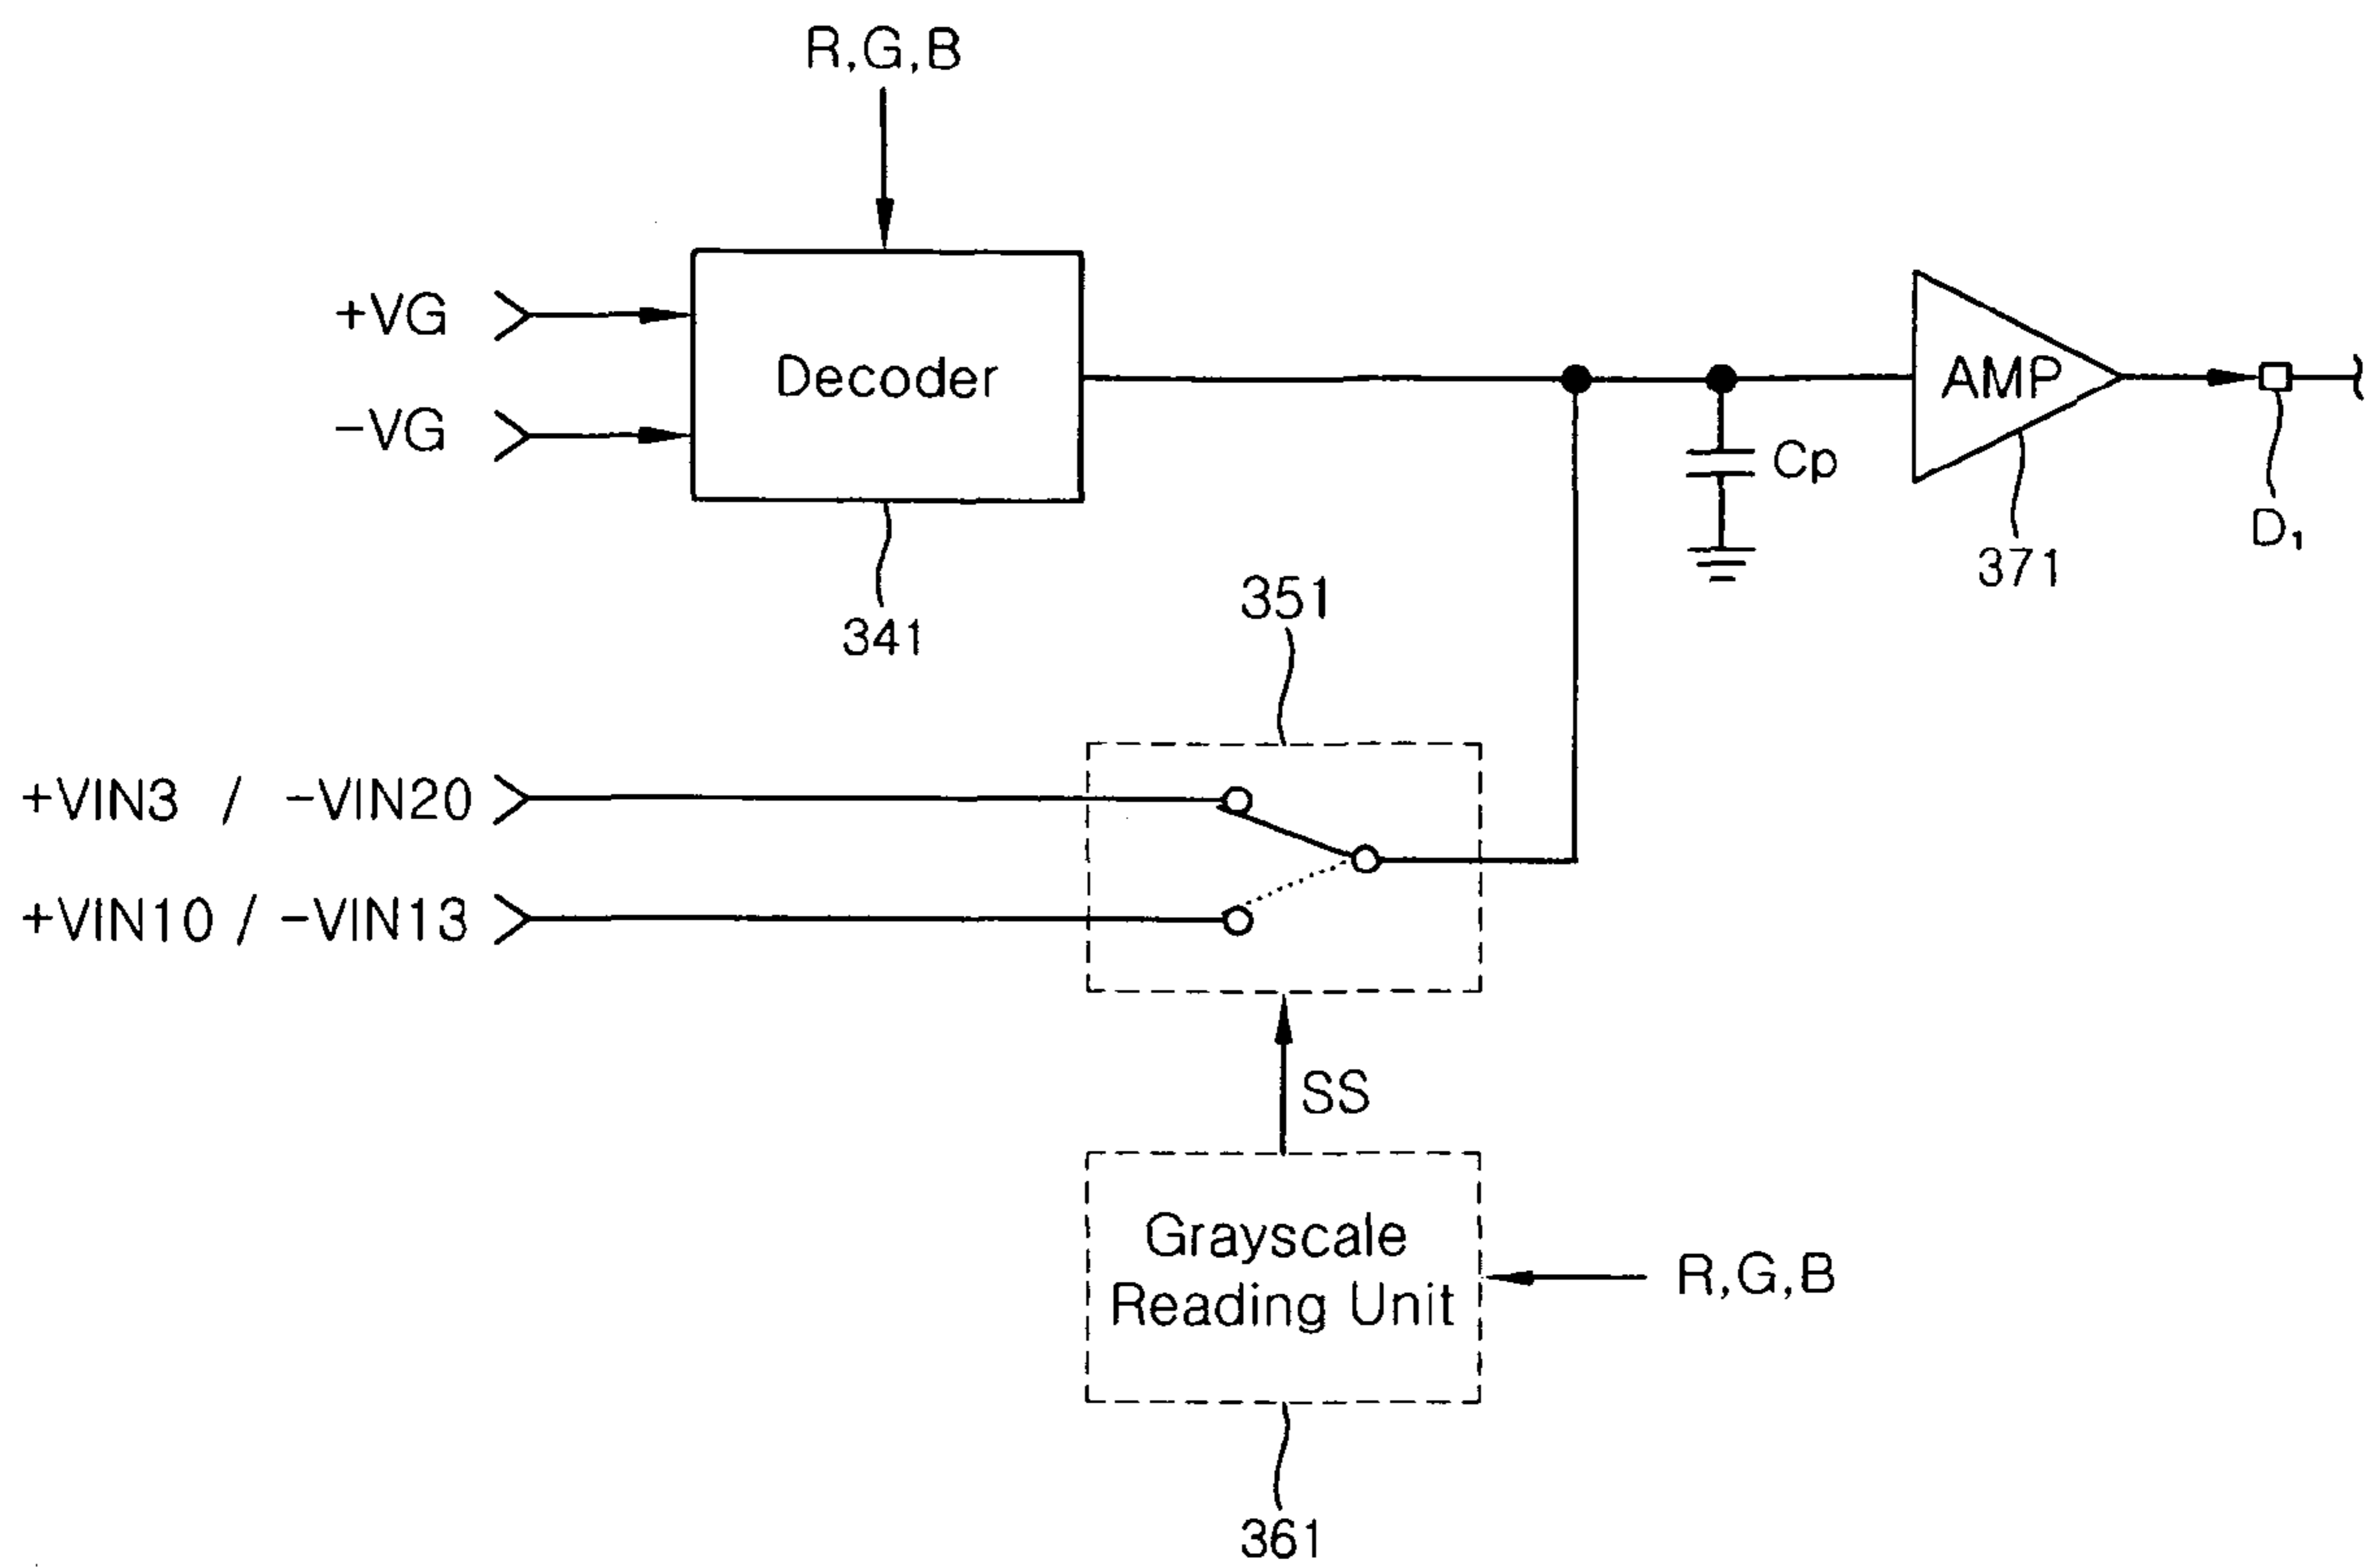 R,G,B
+VG
-VG
Decoder
AMP
Cp
D1
371
341
351
+VIN3 / -VIN20
+VIN10 / -VIN13
SS
Grayscale
Reading Unit
R,G,B
361